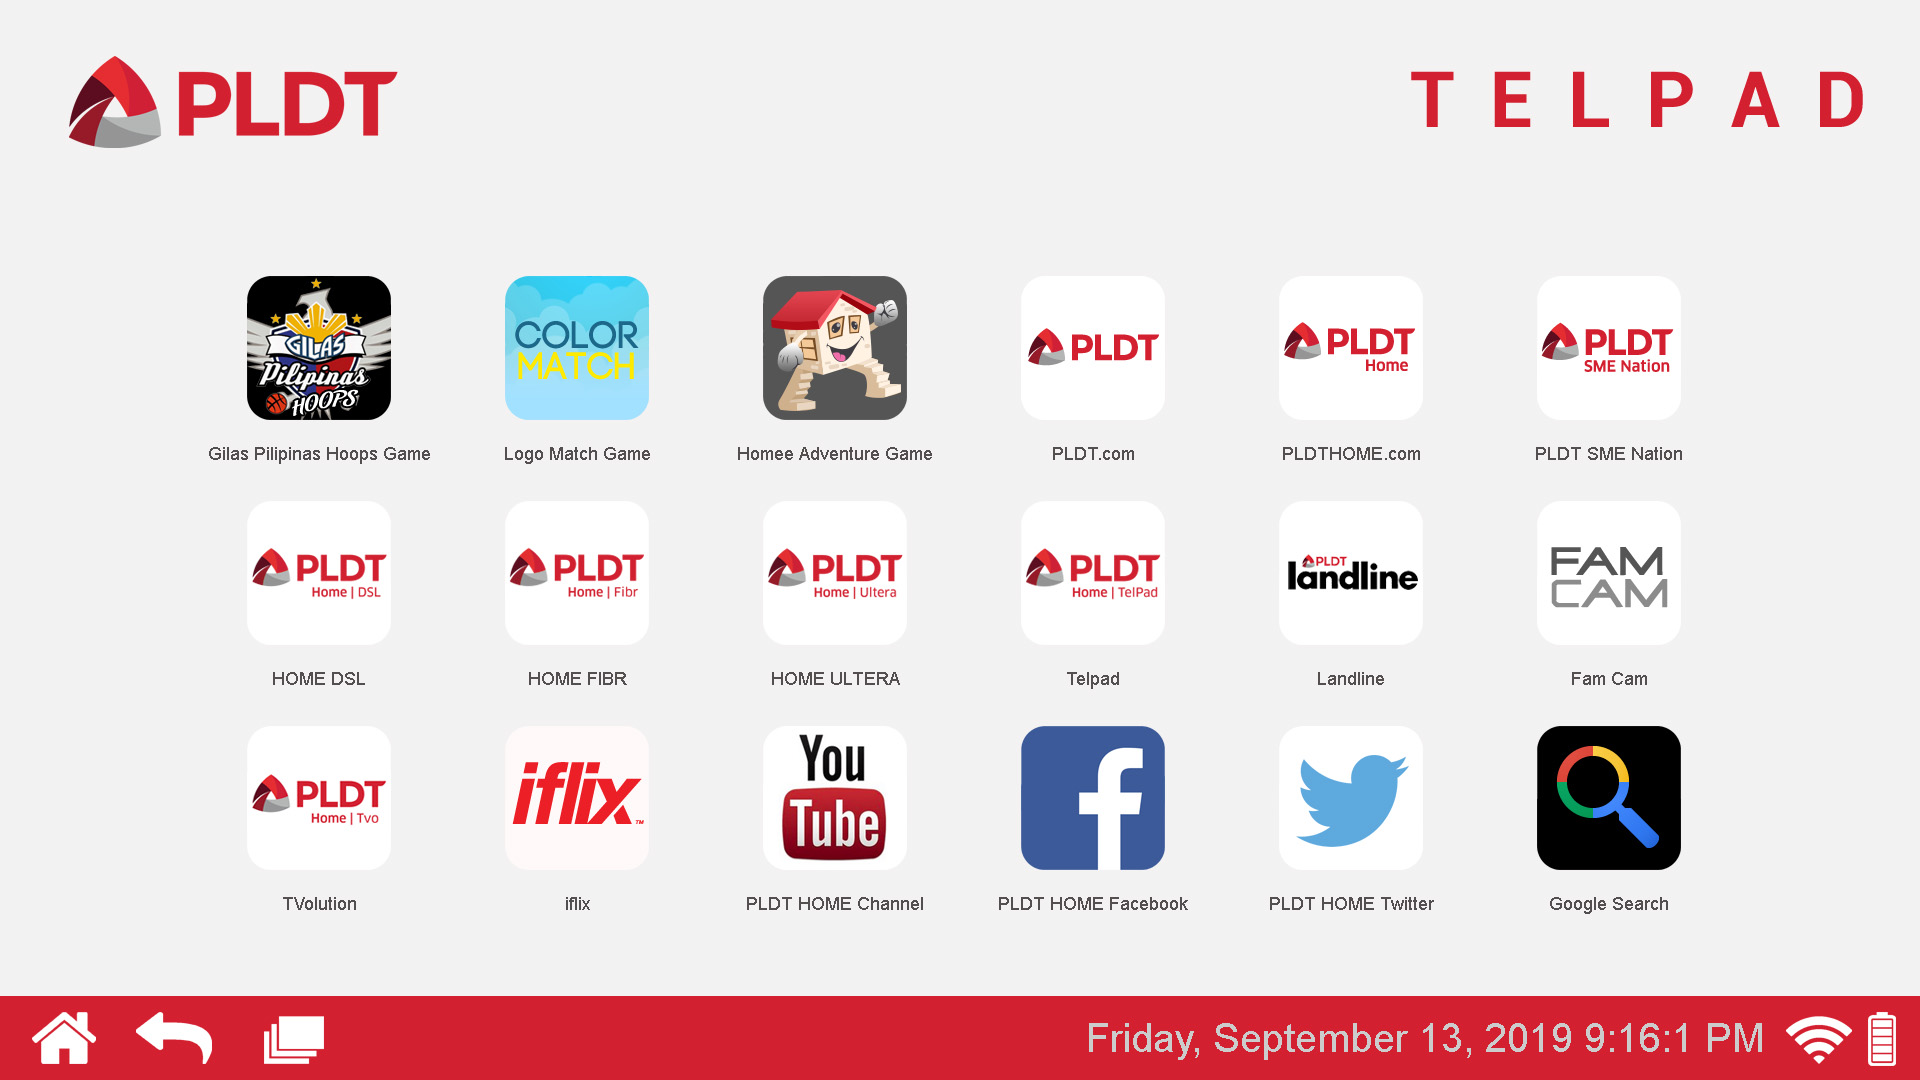 PLDT
TELPAD
GILAS
Pilipinas
HOOPS
COLOR
MATCH
PLDT
PLDT
Home
PLDT
SME Nation
Gilas Pilipinas Hoops Game
Logo Match Game
Homee Adventure Game
PLDT.com
PLDTHOME.com
PLDT SME Nation
PLDT
Home | DSL
PLDT
Home | Fibr
PLDT
Home | Ultera
PLDT
Home | TelPad
PLDT
landline
FAM
CAM
HOME DSL
HOME FIBR
HOME ULTERA
Telpad
Landline
Fam Cam
PLDT
Home | Tvo
iflix™
You
Tube
f
TVolution
iflix
PLDT HOME Channel
PLDT HOME Facebook
PLDT HOME Twitter
Google Search
Friday, September 13, 2019 9:16:1 PM